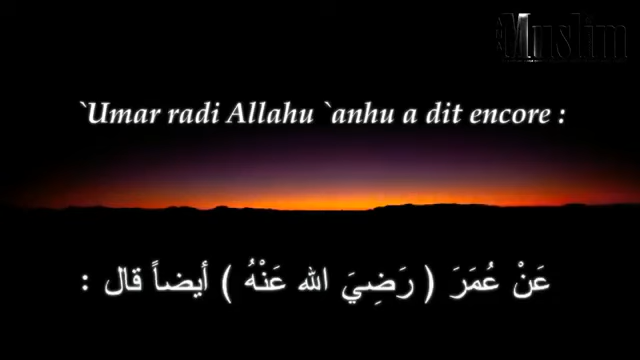 Muslim
`Umar radi Allahu `anhu a dit encore :
عَنْ عُمَرَ ( رَضِيَ الله عَنْهُ ) أيضاً قال :